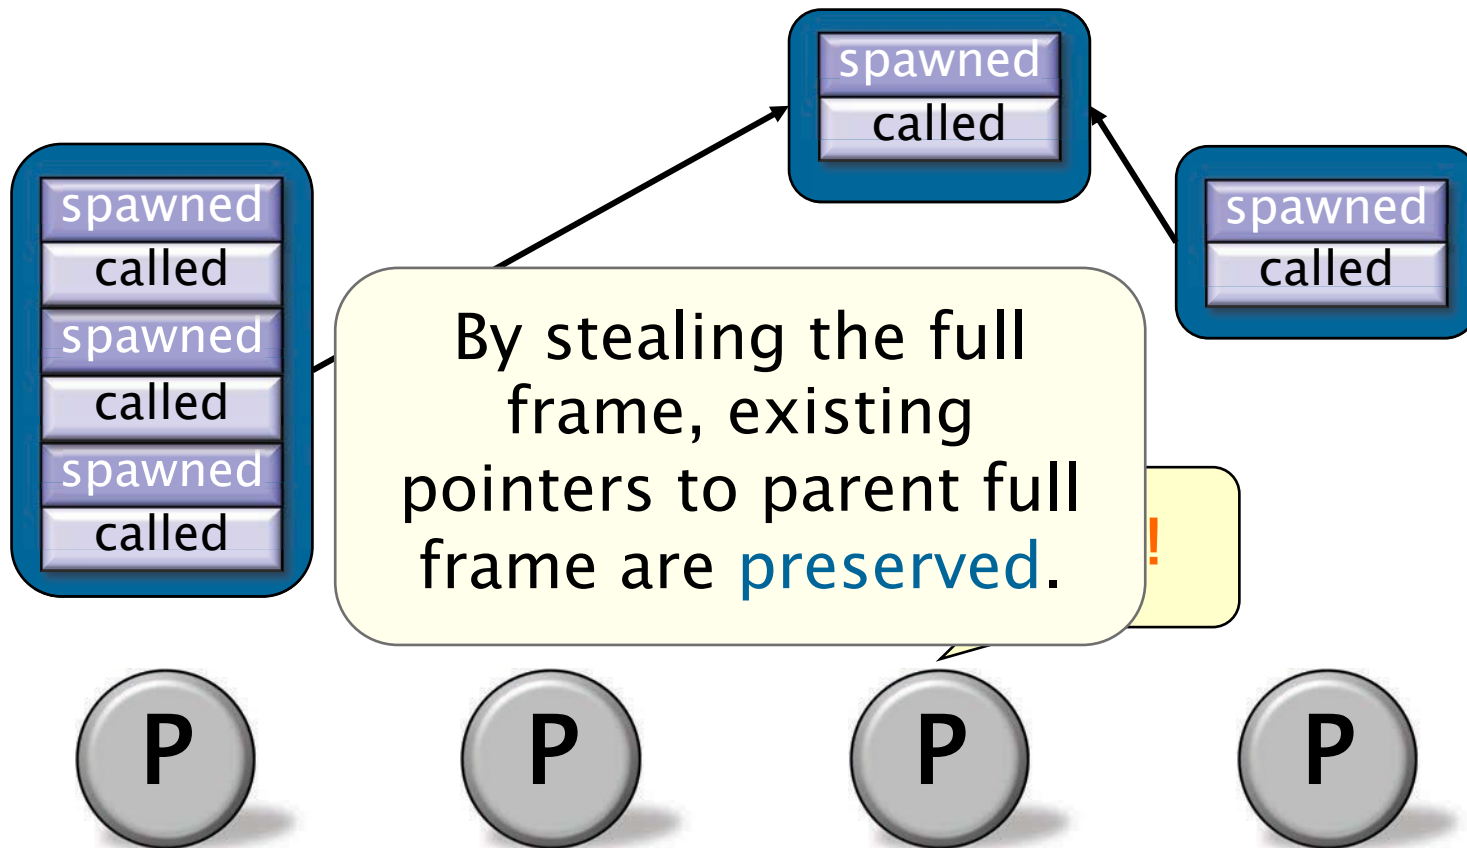 spawned
called
spawned
called
spawned
called
spawned
called
spawned
called
By stealing the full
frame, existing
pointers to parent full
frame are preserved.
!
P
P
P
P